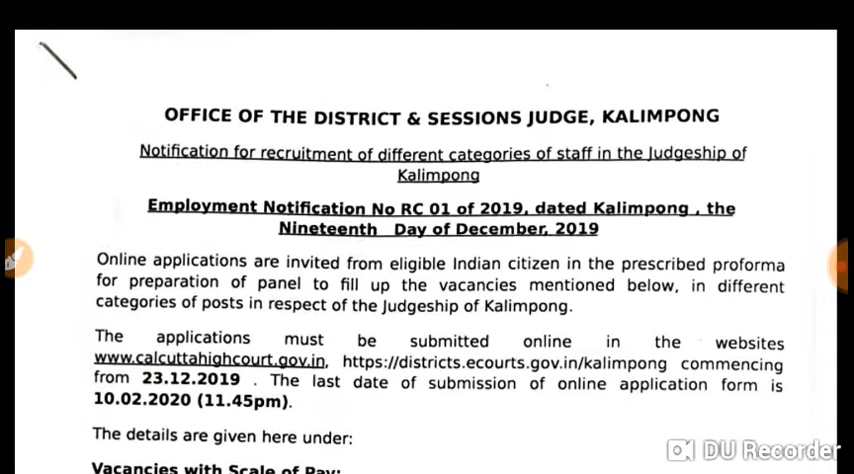 OFFICE OF THE DISTRICT & SESSIONS JUDGE, KALIMPONG
Notification for recruitment of different categories of staff in the Judgeship of
Kalimpong
Employment Notification No RC 01 of 2019, dated Kalimpong , the
Nineteenth Day of December, 2019
Online applications are invited from eligible Indian citizen in the prescribed proforma
for preparation of panel to fill up the vacancies mentioned below, in different
categories of posts in respect of the Judgeship of Kalimpong.
The applications must be submitted online in the websites
www.calcuttahighcourt.gov.in, https://districts.ecourts.gov.in/kalimpong commencing
from 23.12.2019 . The last date of submission of online application form is
10.02.2020 (11.45pm).
The details are given here under:
Vacancies with Scale of Pay:
DU Recorder